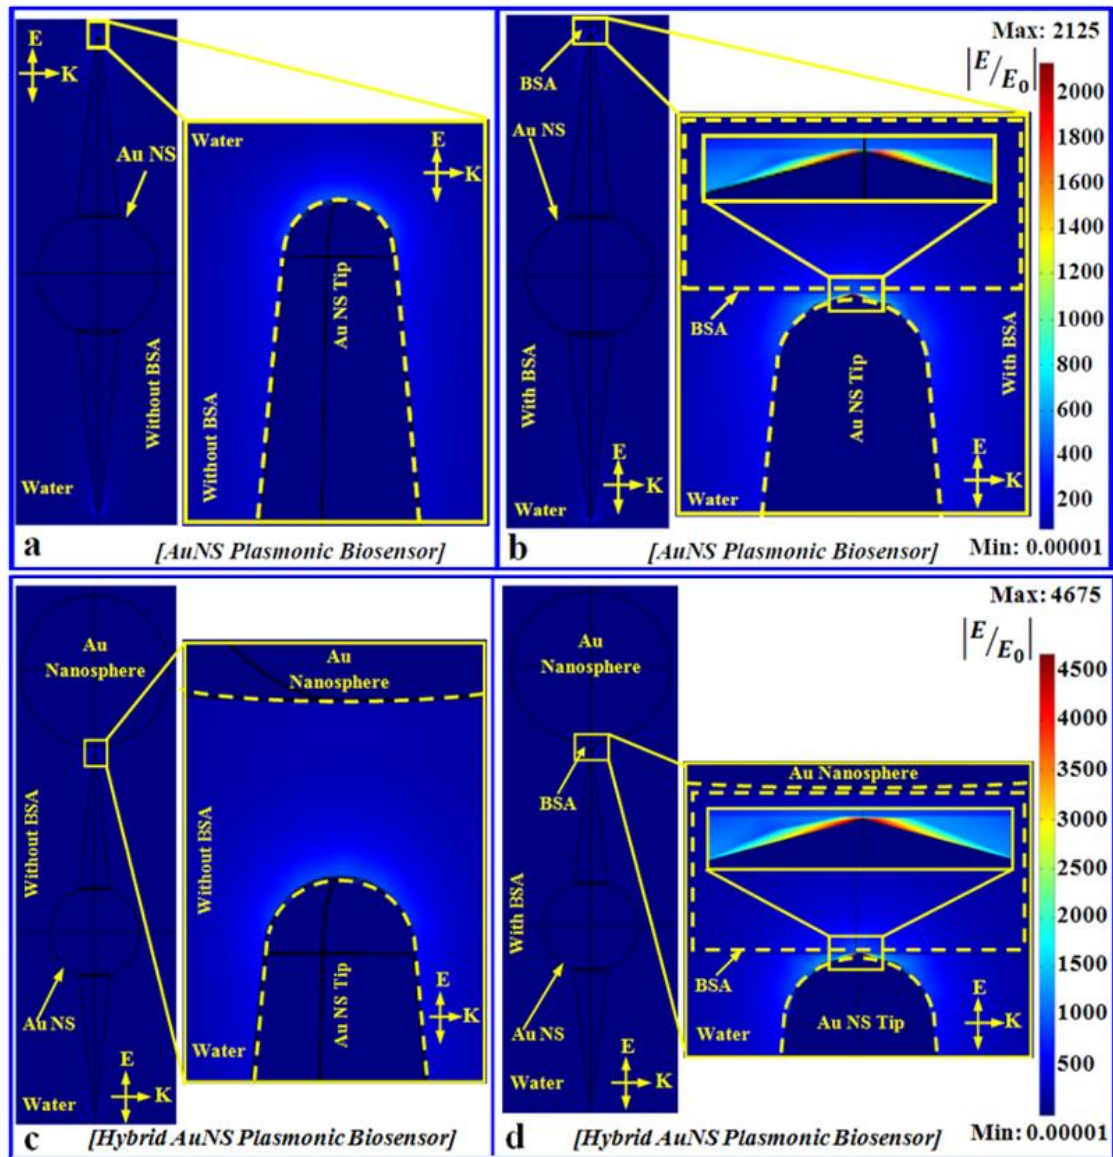 E
K
Au NS
Without BSA
Water
Water
E
K
Au NS Tip
Without BSA
a
[AuNS Plasmonic Biosensor]
BSA
Au NS
With BSA
E
K
Water
BSA
Au NS Tip
With BSA
E
K
Water
b
[AuNS Plasmonic Biosensor]
Max: 2125
|E/E0|
2000
1800
1600
1400
1200
1000
800
600
400
200
Min: 0.00001
Au
Nanosphere
Without BSA
Au NS
E
K
Water
Au
Nanosphere
Without BSA
Au NS Tip
E
K
Water
c
[Hybrid AuNS Plasmonic Biosensor]
Au
Nanosphere
BSA
With BSA
Au NS
E
K
Water
Au Nanosphere
BSA
E
K
Au NS Tip
Water
d
[Hybrid AuNS Plasmonic Biosensor]
Max: 4675
|E/E0|
4500
4000
3500
3000
2500
2000
1500
1000
500
Min: 0.00001